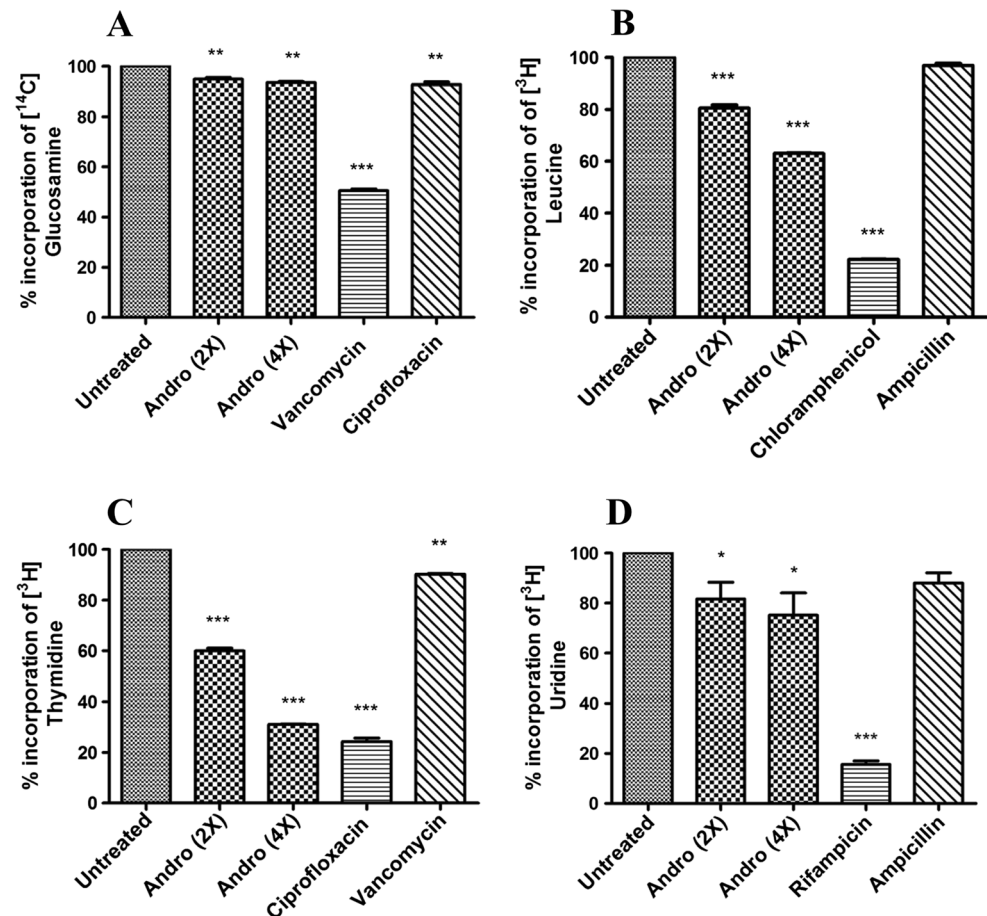 A
% incorporation of [¹⁴C]
Glucosamine
100
80
60
40
20
0
**
**
***
**
Untreated
Andro (2X)
Andro (4X)
Vancomycin
Ciprofloxacin
B
% incorporation of of [³H]
Leucine
100
80
60
40
20
0
***
***
***
Untreated
Andro (2X)
Andro (4X)
Chloramphenicol
Ampicillin
C
% incorporation of [³H]
Thymidine
100
80
60
40
20
0
***
***
***
**
Untreated
Andro (2X)
Andro (4X)
Ciprofloxacin
Vancomycin
D
% incorporation of [³H]
Uridine
100
80
60
40
20
0
*
*
***
Untreated
Andro (2X)
Andro (4X)
Rifampicin
Ampicillin